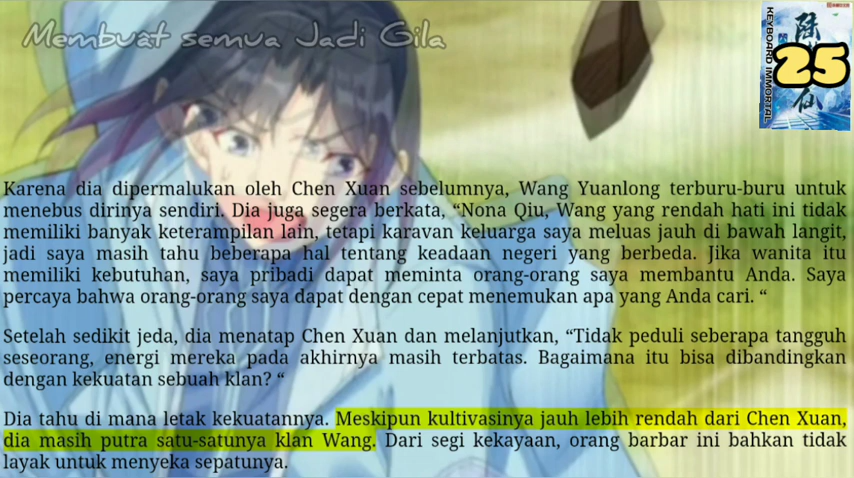 Membuat semua Jadi Gila
KEYBOARD IMMORTAL
25
Karena dia dipermalukan oleh Chen Xuan sebelumnya, Wang Yuanlong terburu-buru untuk
menebus dirinya sendiri. Dia juga segera berkata, “Nona Qiu, Wang yang rendah hati ini tidak
memiliki banyak keterampilan lain, tetapi karavan keluarga saya meluas jauh di bawah langit,
jadi saya masih tahu beberapa hal tentang keadaan negeri yang berbeda. Jika wanita itu
memiliki kebutuhan, saya pribadi dapat meminta orang-orang saya membantu Anda. Saya
percaya bahwa orang-orang saya dapat dengan cepat menemukan apa yang Anda cari. “
Setelah sedikit jeda, dia menatap Chen Xuan dan melanjutkan, “Tidak peduli seberapa tangguh
seseorang, energi mereka pada akhirnya masih terbatas. Bagaimana itu bisa dibandingkan
dengan kekuatan sebuah klan? “
Dia tahu di mana letak kekuatannya. Meskipun kultivasinya jauh lebih rendah dari Chen Xuan,
dia masih putra satu-satunya klan Wang. Dari segi kekayaan, orang barbar ini bahkan tidak
layak untuk menyeka sepatunya.